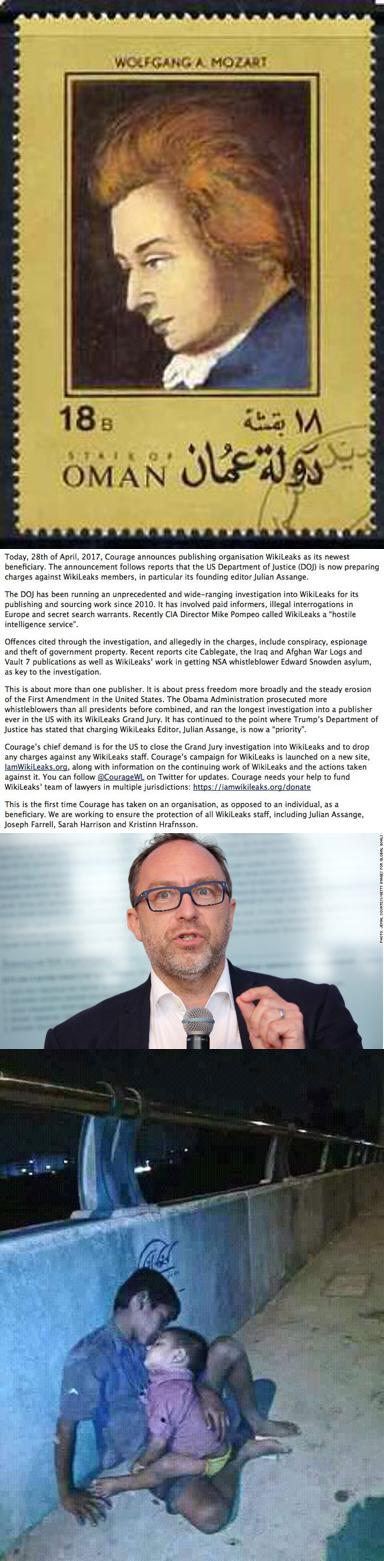 WOLFGANG A. MOZART
18 B
١٨ بقشة
STATE OF
OMAN دولة عُمان
Today, 28th of April, 2017, Courage announces publishing organisation WikiLeaks as its newest
beneficiary. The announcement follows reports that the US Department of Justice (DOJ) is now preparing
charges against WikiLeaks members, in particular its founding editor Julian Assange.
The DOJ has been running an unprecedented and wide-ranging investigation into WikiLeaks for its
publishing and sourcing work since 2010. It has involved paid informers, illegal interrogations in
Europe and secret search warrants. Recently CIA Director Mike Pompeo called WikiLeaks a "hostile
intelligence service".
Offences cited through the investigation, and allegedly in the charges, include conspiracy, espionage
and theft of government property. Recent reports cite Cablegate, the Iraq and Afghan War Logs and
Vault 7 publications as well as WikiLeaks' work in getting NSA whistleblower Edward Snowden asylum,
as key to the investigation.
This is about more than one publisher. It is about press freedom more broadly and the steady erosion
of the First Amendment in the United States. The Obama Administration prosecuted more
whistleblowers than all presidents before combined, and ran the longest investigation into a publisher
ever in the US with its WikiLeaks Grand Jury. It has continued to the point where Trump's Department of
Justice has stated that charging WikiLeaks Editor, Julian Assange, is now a "priority".
Courage's chief demand is for the US to close the Grand Jury investigation into WikiLeaks and to drop
any charges against any WikiLeaks staff. Courage's campaign for WikiLeaks is launched on a new site,
IamWikiLeaks.org, along with information on the continuing work of WikiLeaks and the actions taken
against it. You can follow @CourageWL on Twitter for updates. Courage needs your help to fund
WikiLeaks' team of lawyers in multiple jurisdictions: https://iamwikileaks.org/donate
This is the first time Courage has taken on an organisation, as opposed to an individual, as a
beneficiary. We are working to ensure the protection of all WikiLeaks staff, including Julian Assange,
Joseph Farrell, Sarah Harrison and Kristinn Hrafnsson.